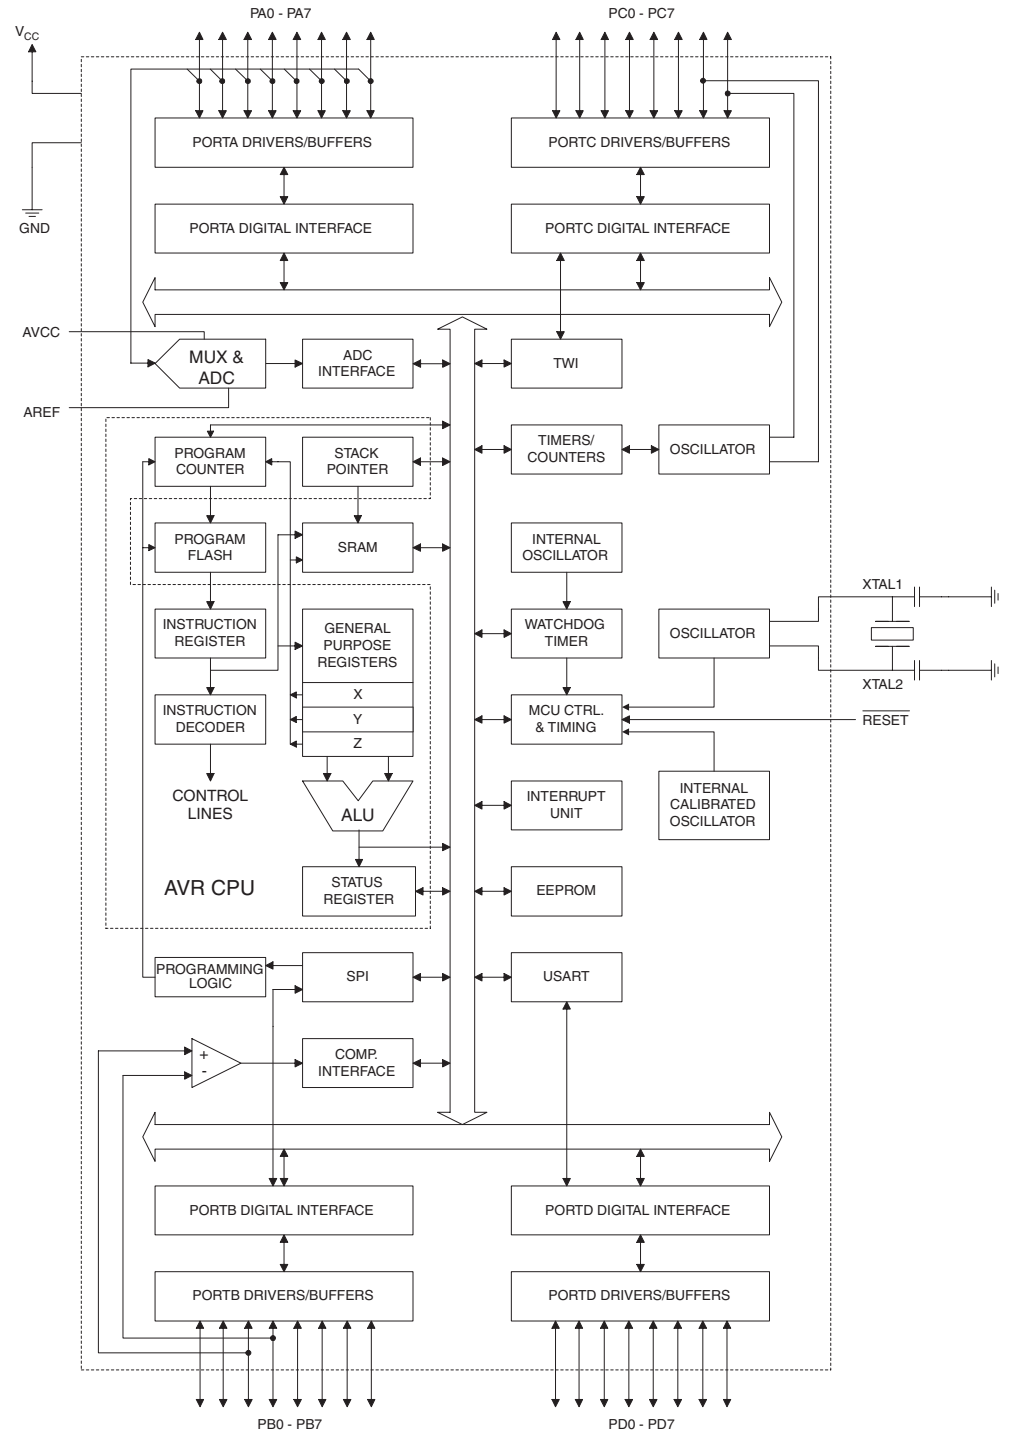 PA0 - PA7
PC0 - PC7
VCC
PORTA DRIVERS/BUFFERS
PORTC DRIVERS/BUFFERS
GND
PORTA DIGITAL INTERFACE
PORTC DIGITAL INTERFACE
AVCC
MUX &
ADC
ADC
INTERFACE
TWI
AREF
PROGRAM
COUNTER
STACK
POINTER
TIMERS/
COUNTERS
OSCILLATOR
PROGRAM
FLASH
SRAM
INTERNAL
OSCILLATOR
XTAL1
INSTRUCTION
REGISTER
GENERAL
PURPOSE
REGISTERS
WATCHDOG
TIMER
OSCILLATOR
XTAL2
X
INSTRUCTION
DECODER
Y
Z
MCU CTRL.
& TIMING
RESET
CONTROL
LINES
ALU
INTERRUPT
UNIT
INTERNAL
CALIBRATED
OSCILLATOR
AVR CPU
STATUS
REGISTER
EEPROM
PROGRAMMING
LOGIC
SPI
USART
+
-
COMP.
INTERFACE
PORTB DIGITAL INTERFACE
PORTD DIGITAL INTERFACE
PORTB DRIVERS/BUFFERS
PORTD DRIVERS/BUFFERS
PB0 - PB7
PD0 - PD7